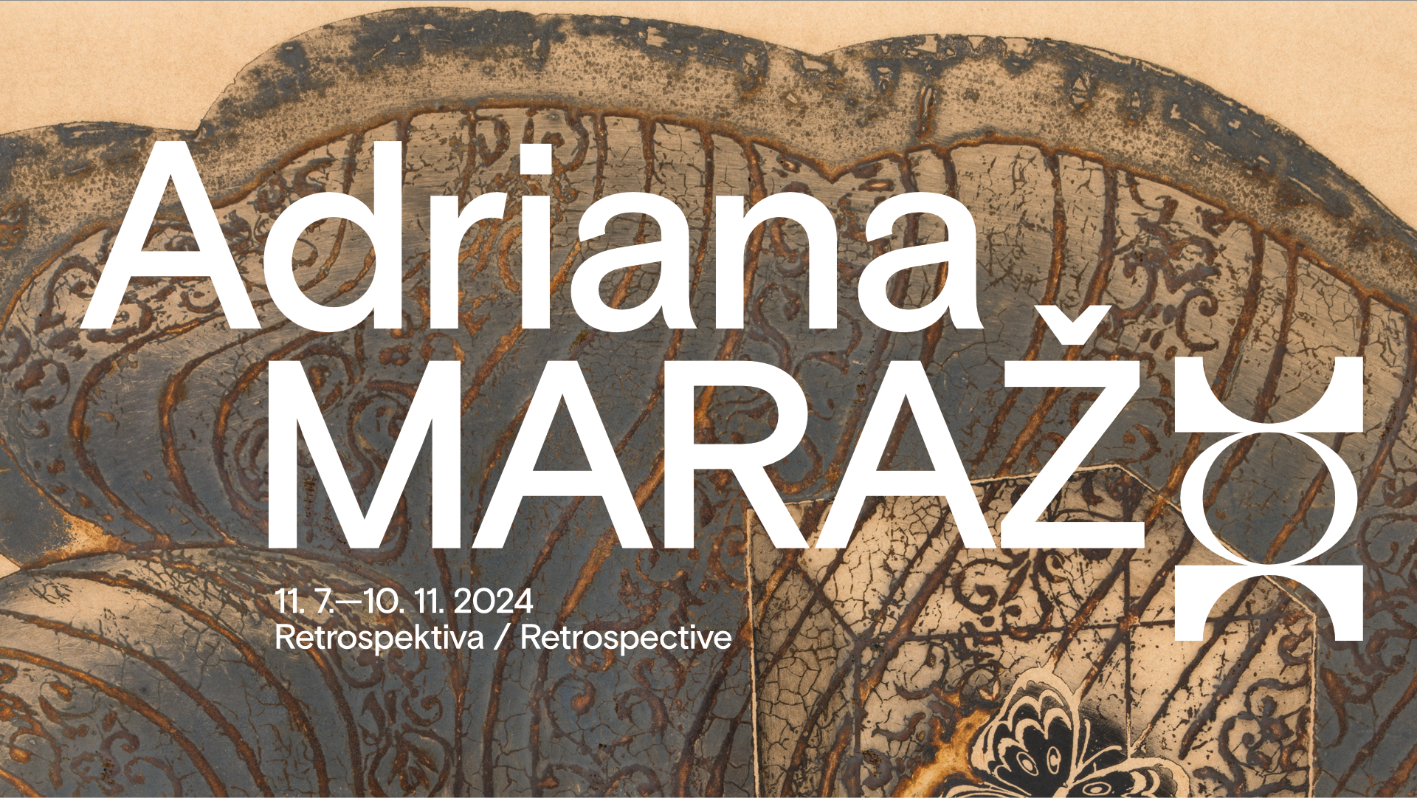 Adriana
MARAŽ
11. 7.—10. 11. 2024
Retrospektiva / Retrospective